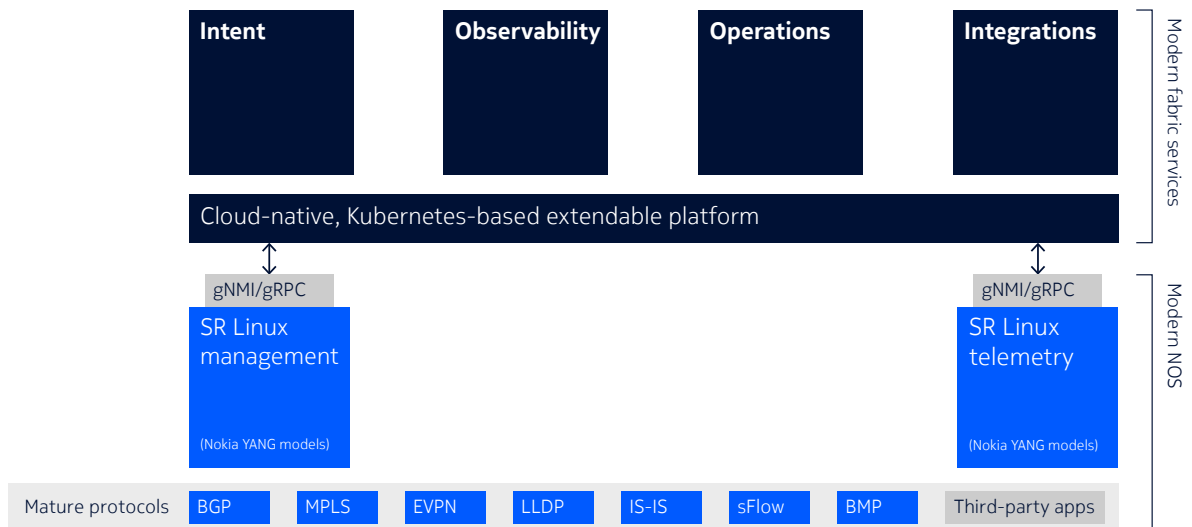 Intent
Observability
Operations
Integrations
Modern fabric services
Cloud-native, Kubernetes-based extendable platform
gNMI/gRPC
gNMI/gRPC
SR Linux
management
(Nokia YANG models)
SR Linux
telemetry
(Nokia YANG models)
Modern NOS
Mature protocols
BGP
MPLS
EVPN
LLDP
IS-IS
sFlow
BMP
Third-party apps